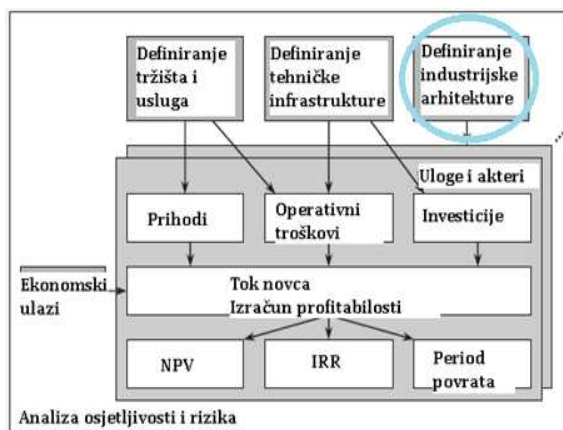 Definiranje
tržišta i
usluga
Definiranje
tehničke
infrastrukture
Definiranje
industrijske
arhitekture
Uloge i akteri
Prihodi
Operativni
troškovi
Investicije
Ekonomski
ulazi
Tok novca
Izračun profitabilosti
NPV
IRR
Period
povrata
Analiza osjetljivosti i rizika